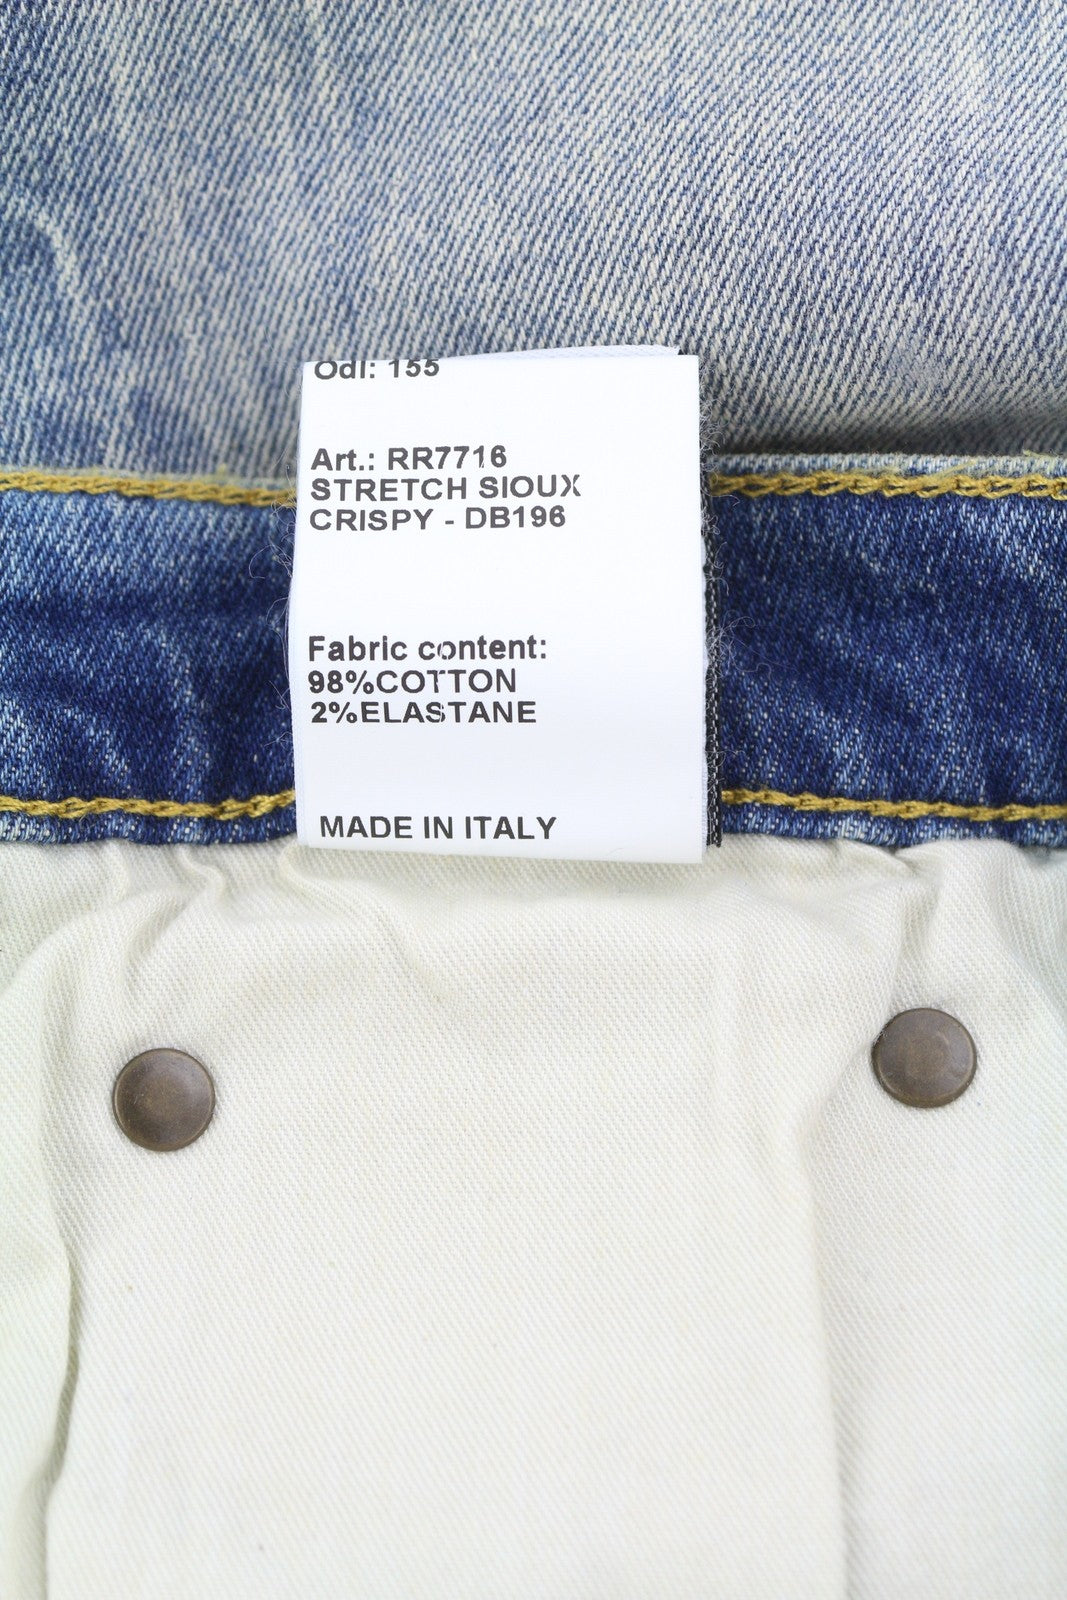 Odl: 155
Art.: RR7716
STRETCH SIOUX
CRISPY - DB196
Fabric content:
98%COTTON
2%ELASTANE
MADE IN ITALY